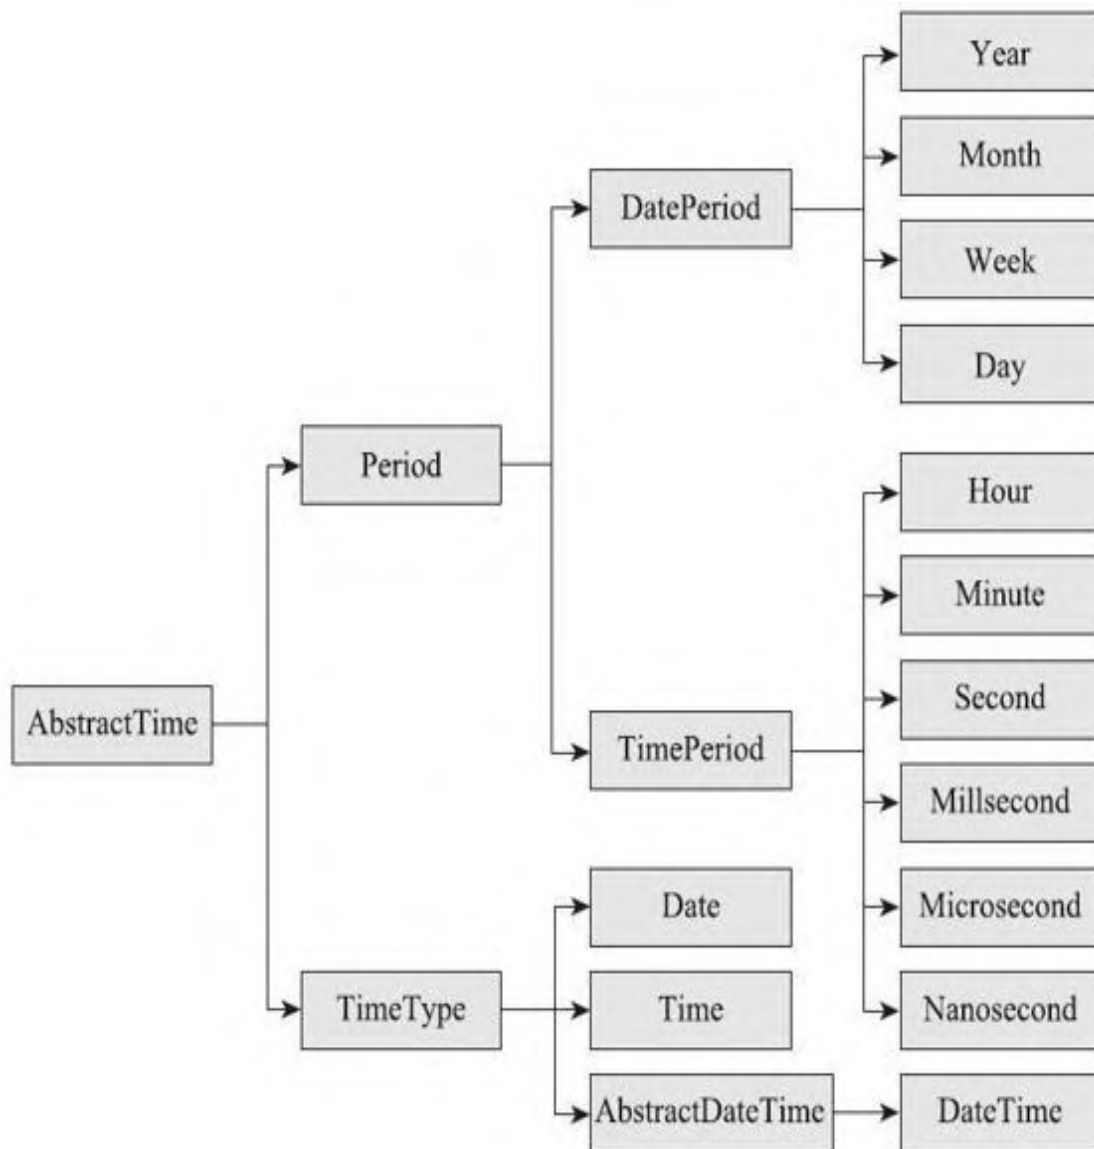 Year
Month
DatePeriod
Week
Day
Period
Hour
Minute
Second
AbstractTime
TimePeriod
Millsecond
Date
Microsecond
TimeType
Time
Nanosecond
AbstractDateTime
DateTime